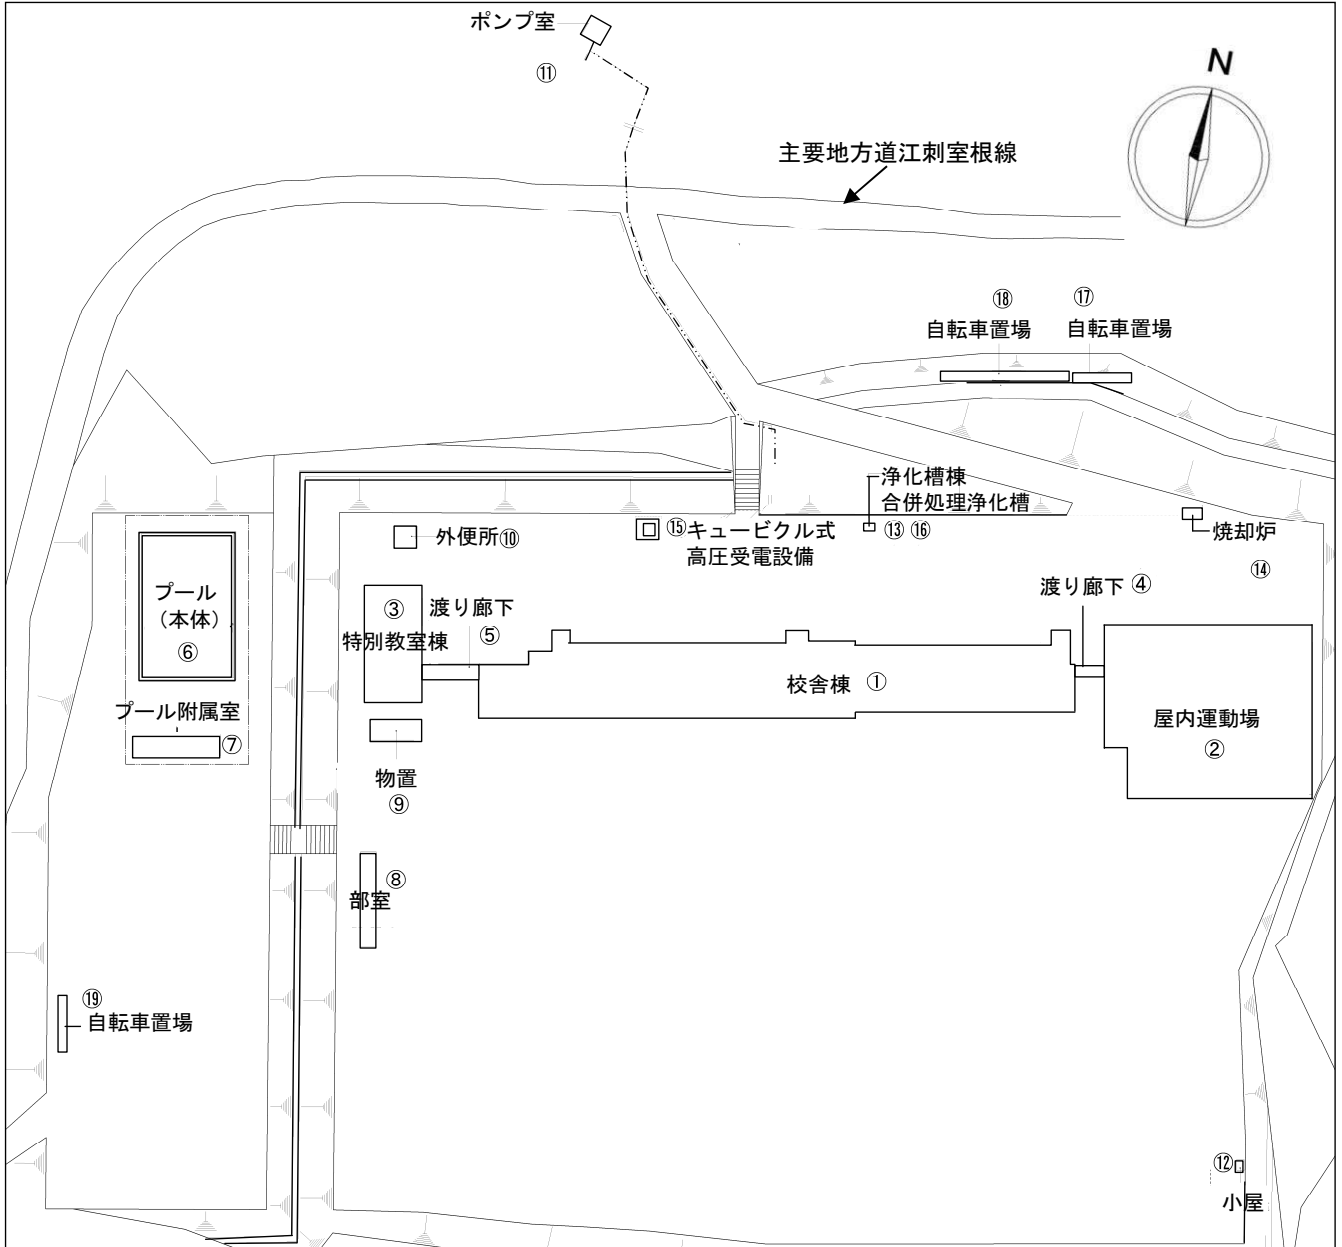 ポンプ室
⑪
N
主要地方道江刺室根線
⑱
⑰
自転車置場
自転車置場
浄化槽棟
合併処理浄化槽
⑬ ⑯
⑮キュービクル式
高圧受電設備
外便所⑩
焼却炉
⑭
プール
(本体)
⑥
③
特別教室棟
渡り廊下
⑤
渡り廊下 ④
校舎棟 ①
屋内運動場
②
プール附属室
⑦
物置
⑨
⑧
部室
⑲
自転車置場
⑫
小屋